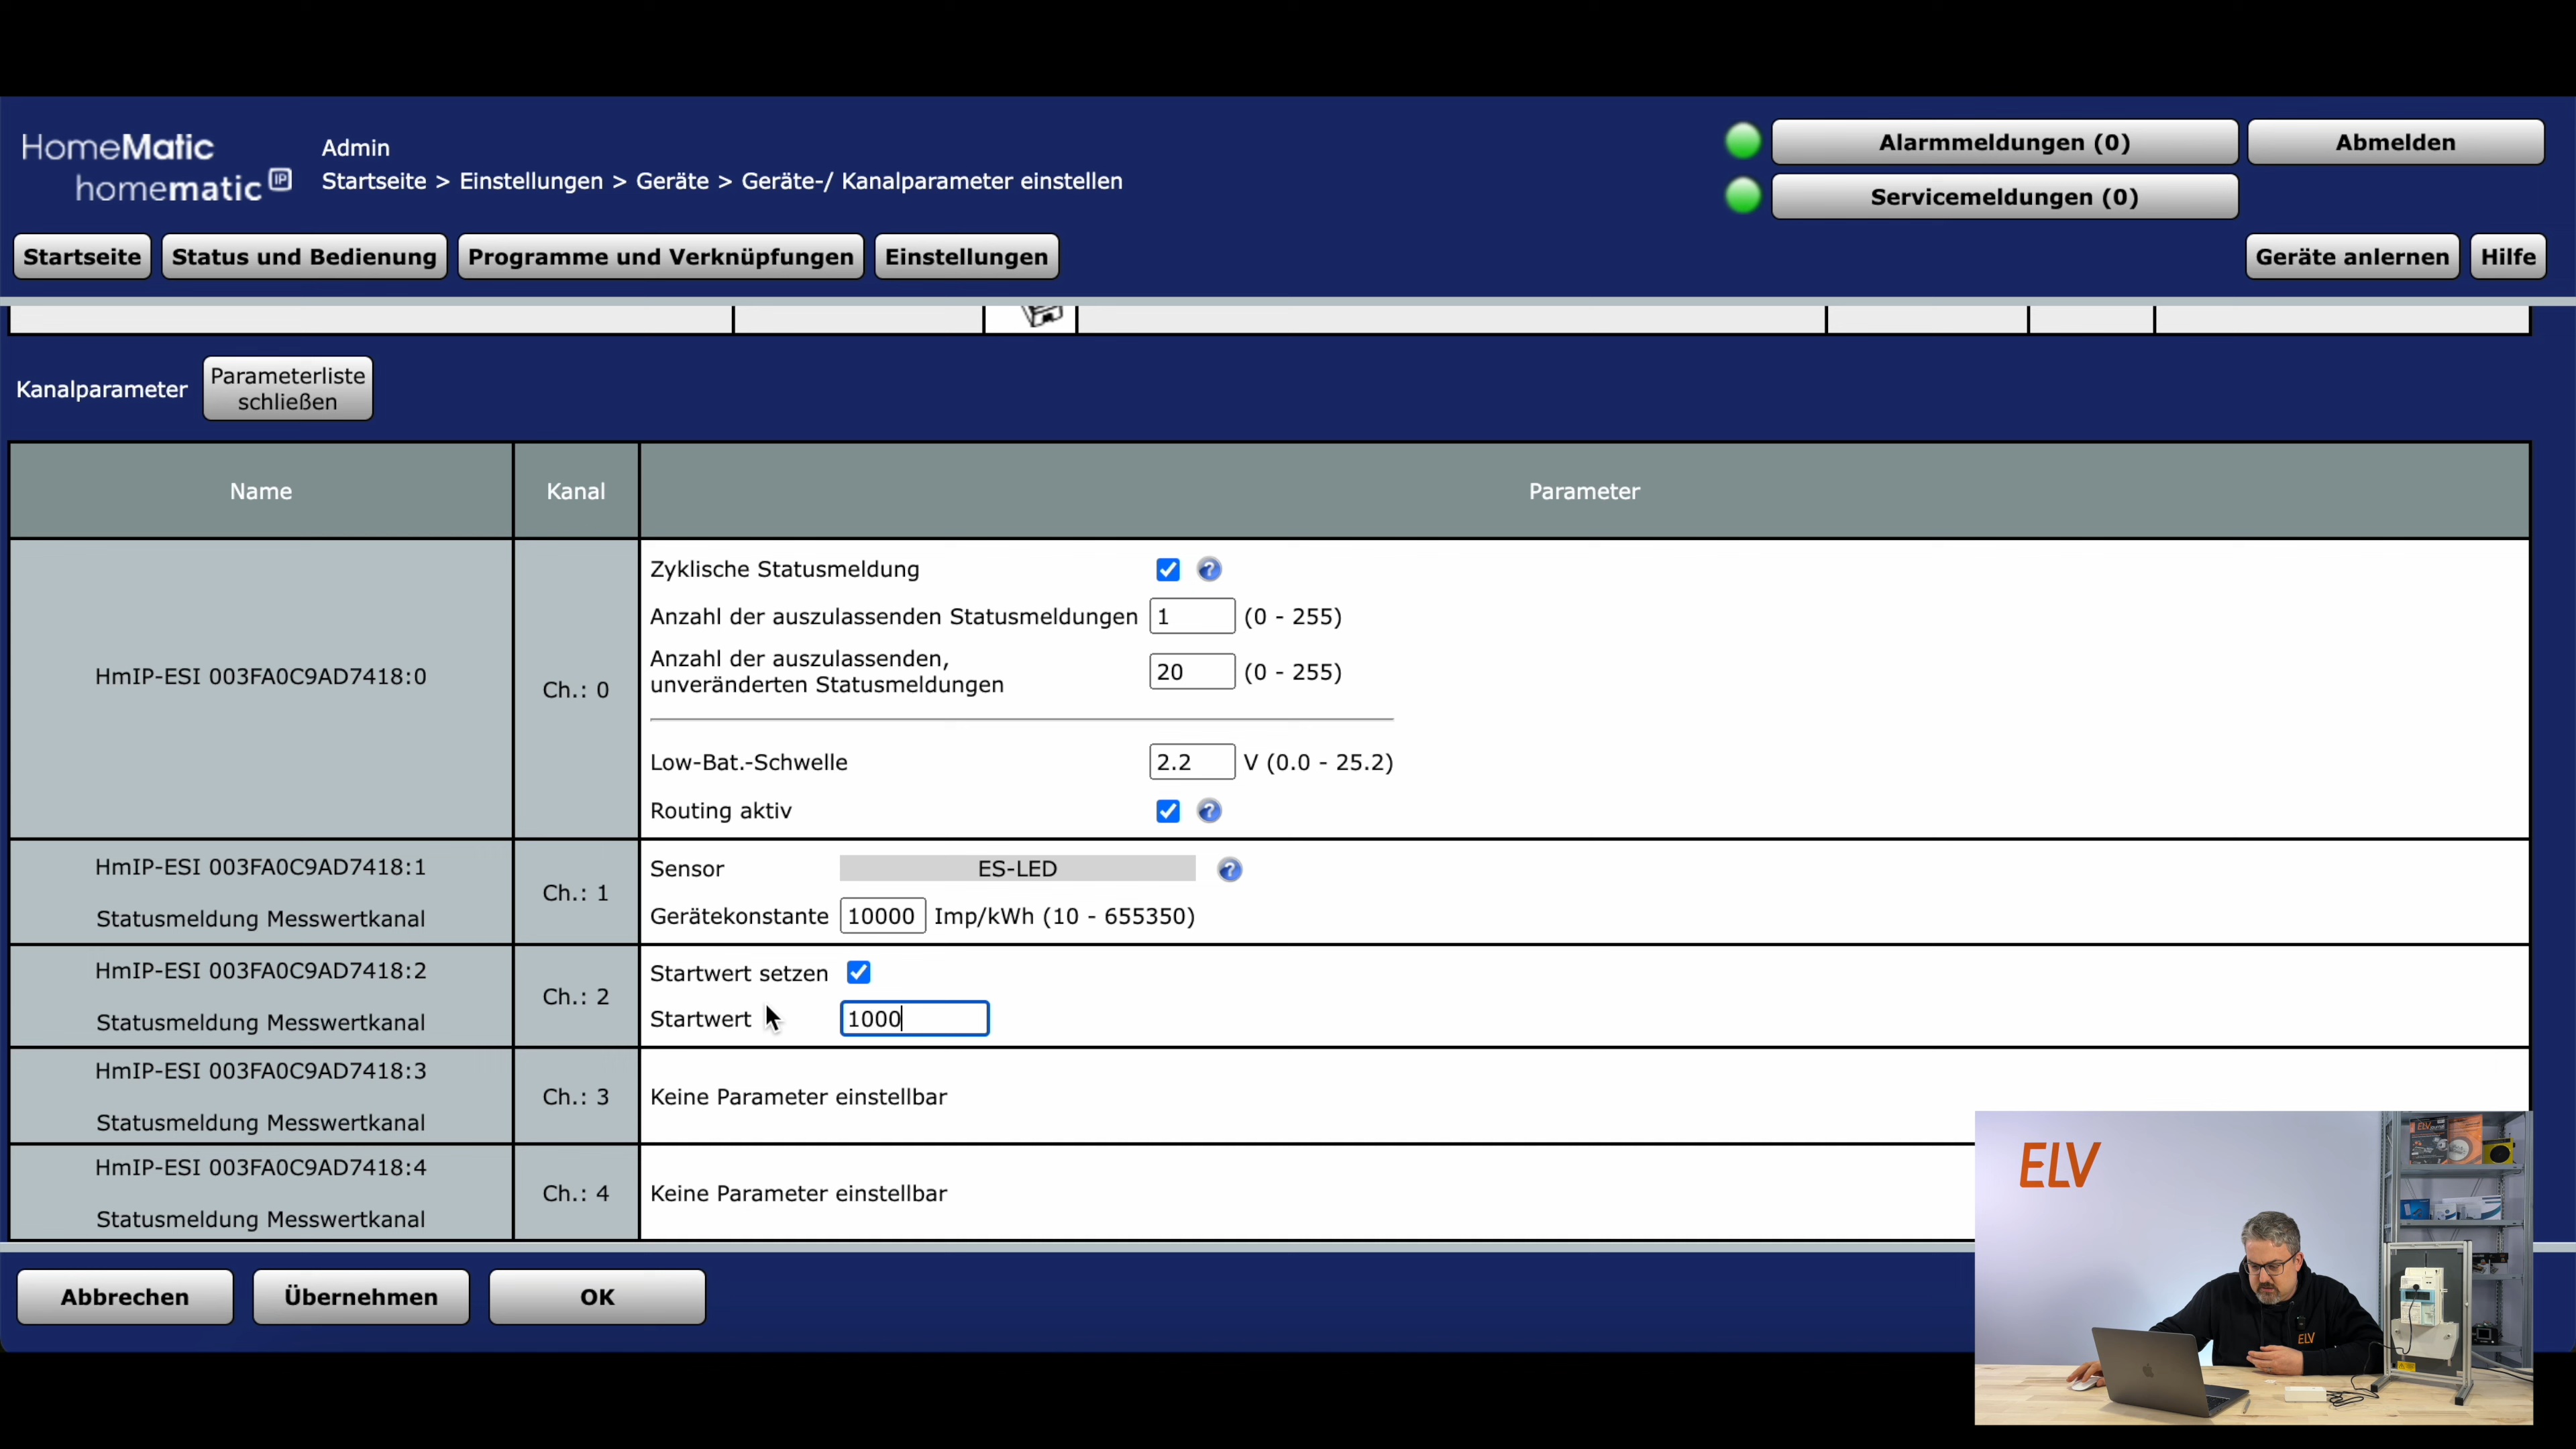 HomeMatic
homematic IP
Admin
Startseite > Einstellungen > Geräte > Geräte-/ Kanalparameter einstellen
Alarmmeldungen (0)
Abmelden
Servicemeldungen (0)
Startseite
Status und Bedienung
Programme und Verknüpfungen
Einstellungen
Geräte anlernen
Hilfe
Kanalparameter
Parameterliste
schließen
Name
Kanal
Parameter
HmIP-ESI 003FA0C9AD7418:0
Ch.: 0
Zyklische Statusmeldung
Anzahl der auszulassenden Statusmeldungen 1 (0 - 255)
Anzahl der auszulassenden,
unveränderten Statusmeldungen 20 (0 - 255)
Low-Bat.-Schwelle 2.2 V (0.0 - 25.2)
Routing aktiv
HmIP-ESI 003FA0C9AD7418:1
Statusmeldung Messwertkanal
Ch.: 1
Sensor ES-LED
Gerätekonstante 10000 Imp/kWh (10 - 655350)
HmIP-ESI 003FA0C9AD7418:2
Statusmeldung Messwertkanal
Ch.: 2
Startwert setzen
Startwert 1000
HmIP-ESI 003FA0C9AD7418:3
Statusmeldung Messwertkanal
Ch.: 3
Keine Parameter einstellbar
HmIP-ESI 003FA0C9AD7418:4
Statusmeldung Messwertkanal
Ch.: 4
Keine Parameter einstellbar
ELV
ELV
ELV
Abbrechen
Übernehmen
OK